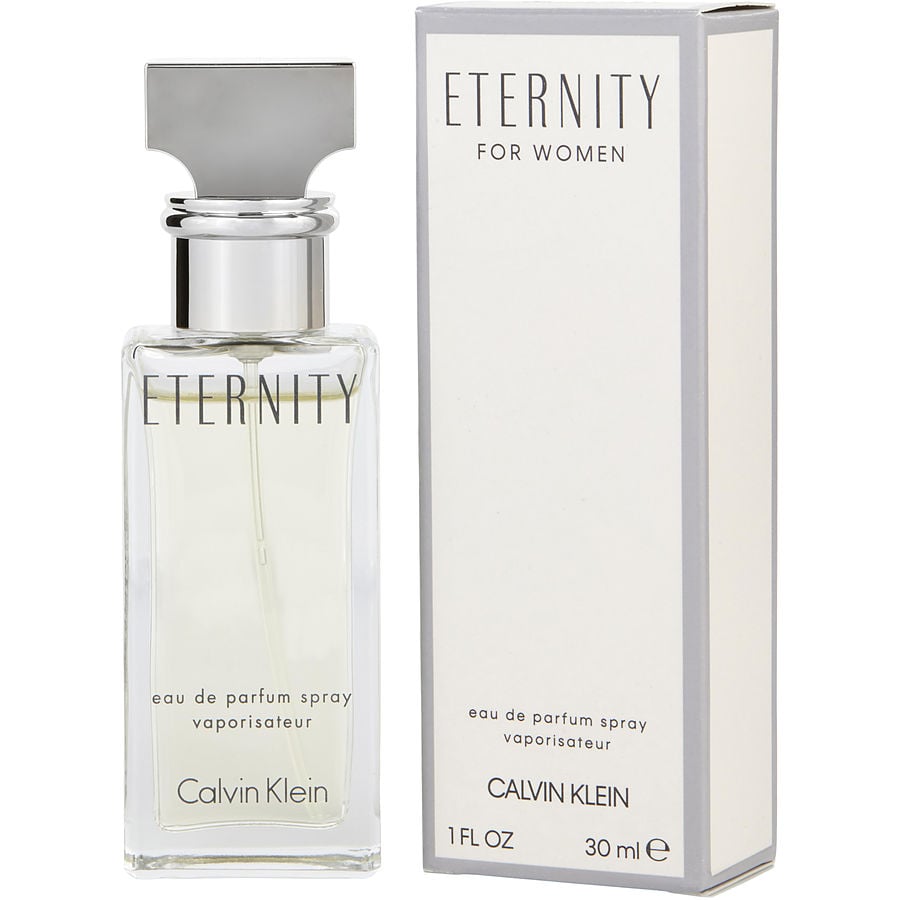 ETERNITY
eau de parfum spray
vaporisateur
Calvin Klein
ETERNITY
FOR WOMEN
eau de parfum spray
vaporisateur
CALVIN KLEIN
1 FL OZ 30 ml ℮